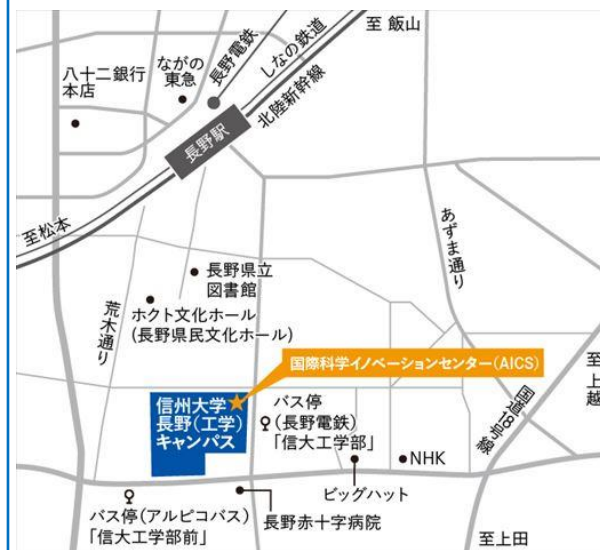 至 飯山
しなの鉄道
長野電鉄
北陸新幹線
ながの
東急
八十二銀行
本店
長野駅
至松本
あずま通り
長野県立
図書館
ホクト文化ホール
(長野県民文化ホール)
荒木通り
国際科学イノベーションセンター(AICS)
至
上
越
国道18号線
信州大学
長野(工学)
キャンパス
バス停
(長野電鉄)
「信大工学部」
NHK
ビッグハット
バス停(アルピコバス)
「信大工学部前」
長野赤十字病院
至上田